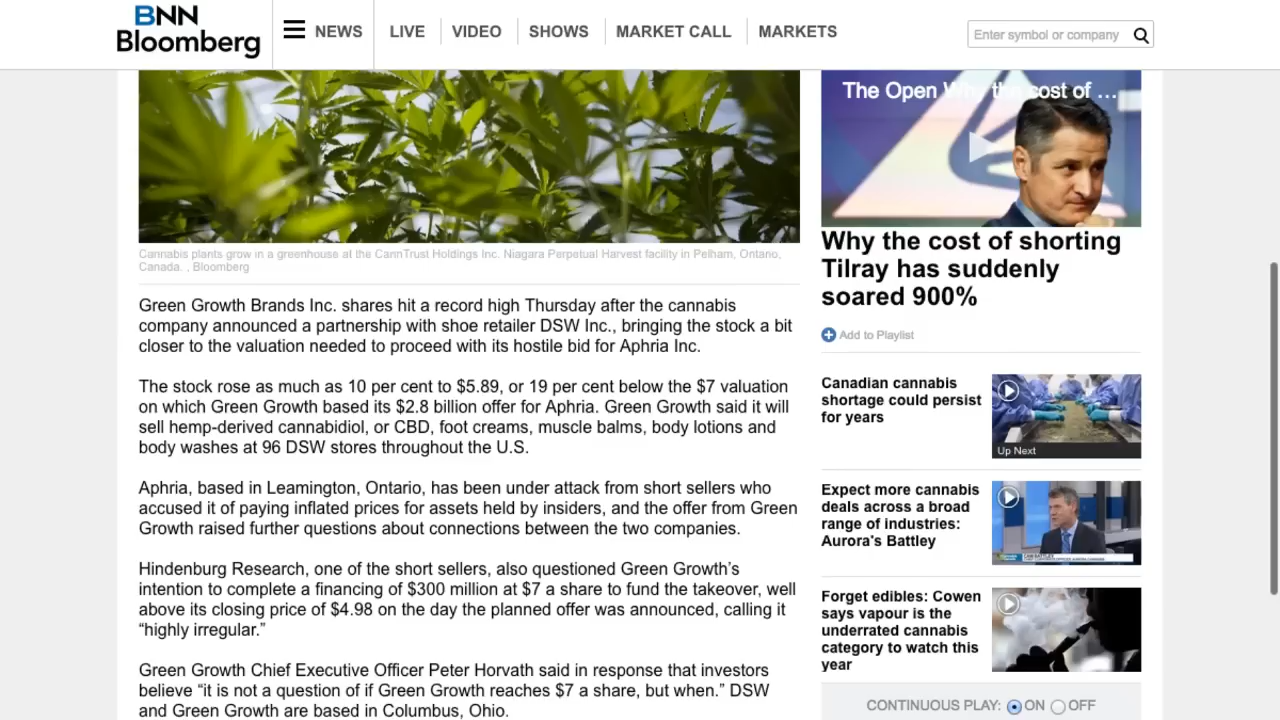 BNN
Bloomberg
NEWS
LIVE
VIDEO
SHOWS
MARKET CALL
MARKETS
Enter symbol or company
Cannabis plants grow in a greenhouse at the CannTrust Holdings Inc. Niagara Perpetual Harvest facility in Pelham, Ontario,
Canada. , Bloomberg
Green Growth Brands Inc. shares hit a record high Thursday after the cannabis
company announced a partnership with shoe retailer DSW Inc., bringing the stock a bit
closer to the valuation needed to proceed with its hostile bid for Aphria Inc.
The stock rose as much as 10 per cent to $5.89, or 19 per cent below the $7 valuation
on which Green Growth based its $2.8 billion offer for Aphria. Green Growth said it will
sell hemp-derived cannabidiol, or CBD, foot creams, muscle balms, body lotions and
body washes at 96 DSW stores throughout the U.S.
Aphria, based in Leamington, Ontario, has been under attack from short sellers who
accused it of paying inflated prices for assets held by insiders, and the offer from Green
Growth raised further questions about connections between the two companies.
Hindenburg Research, one of the short sellers, also questioned Green Growth's
intention to complete a financing of $300 million at $7 a share to fund the takeover, well
above its closing price of $4.98 on the day the planned offer was announced, calling it
“highly irregular.”
Green Growth Chief Executive Officer Peter Horvath said in response that investors
believe “it is not a question of if Green Growth reaches $7 a share, but when.” DSW
and Green Growth are based in Columbus, Ohio.
The Open Why the cost of ...
Why the cost of shorting
Tilray has suddenly
soared 900%
Add to Playlist
Canadian cannabis
shortage could persist
for years
Up Next
Expect more cannabis
deals across a broad
range of industries:
Aurora's Battley
Forget edibles: Cowen
says vapour is the
underrated cannabis
category to watch this
year
CONTINUOUS PLAY: ON OFF